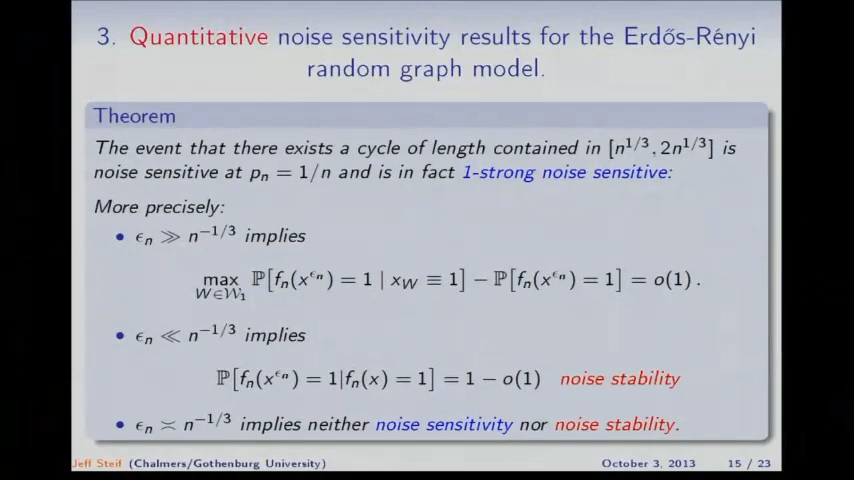 3. Quantitative noise sensitivity results for the Erdős-Rényi
random graph model.
Theorem
The event that there exists a cycle of length contained in [n^{1/3}, 2n^{1/3}] is
noise sensitive at p_n = 1/n and is in fact 1-strong noise sensitive:
More precisely:
• ϵ_n ≫ n^{-1/3} implies
max_{W∈𝒲_1} ℙ[f_n(x^{ϵ_n}) = 1 | x_W ≡ 1] − ℙ[f_n(x^{ϵ_n}) = 1] = o(1).
• ϵ_n ≪ n^{-1/3} implies
ℙ[f_n(x^{ϵ_n}) = 1|f_n(x) = 1] = 1 − o(1) noise stability
• ϵ_n ≍ n^{-1/3} implies neither noise sensitivity nor noise stability.
Jeff Steif (Chalmers/Gothenburg University) October 3, 2013 15 / 23